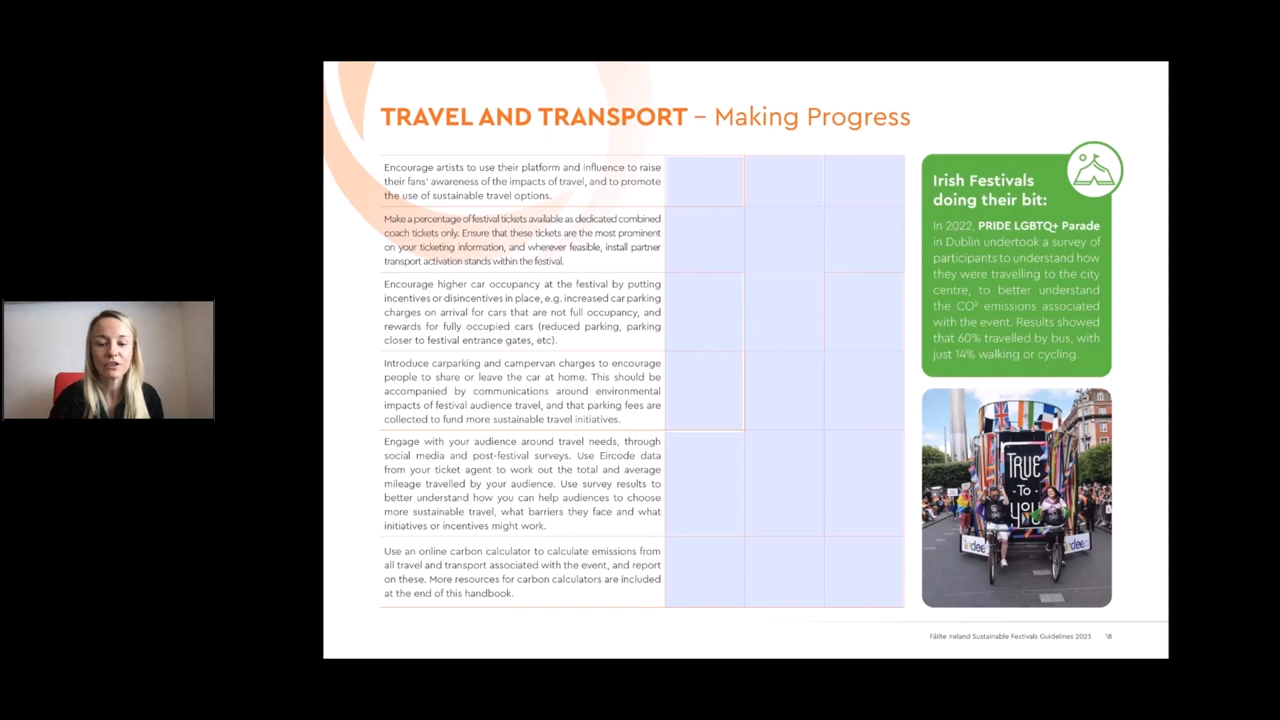 TRAVEL AND TRANSPORT – Making Progress
Encourage artists to use their platform and influence to raise
their fans' awareness of the impacts of travel, and to promote
the use of sustainable travel options.
Make a percentage of festival tickets available as dedicated combined
coach tickets only. Ensure that these tickets are the most prominent
on your ticketing information, and wherever feasible, install partner
transport activation stands within the festival.
Encourage higher car occupancy at the festival by putting
incentives or disincentives in place, e.g. increased car parking
charges on arrival for cars that are not full occupancy, and
rewards for fully occupied cars (reduced parking, parking
closer to festival entrance gates, etc).
Introduce carparking and campervan charges to encourage
people to share or leave the car at home. This should be
accompanied by communications around environmental
impacts of festival audience travel, and that parking fees are
collected to fund more sustainable travel initiatives.
Engage with your audience around travel needs, through
social media and post-festival surveys. Use Eircode data
from your ticket agent to work out the total and average
mileage travelled by your audience. Use survey results to
better understand how you can help audiences to choose
more sustainable travel, what barriers they face and what
initiatives or incentives might work.
Use an online carbon calculator to calculate emissions from
all travel and transport associated with the event, and report
on these. More resources for carbon calculators are included
at the end of this handbook.
Irish Festivals
doing their bit:
In 2022, PRIDE LGBTQ+ Parade
in Dublin undertook a survey of
participants to understand how
they were travelling to the city
centre, to better understand
the CO² emissions associated
with the event. Results showed
that 60% travelled by bus, with
just 14% walking or cycling.
TRUE
-TO-
YOU
indeed
indeed
Fáilte Ireland Sustainable Festivals Guidelines 2023 18